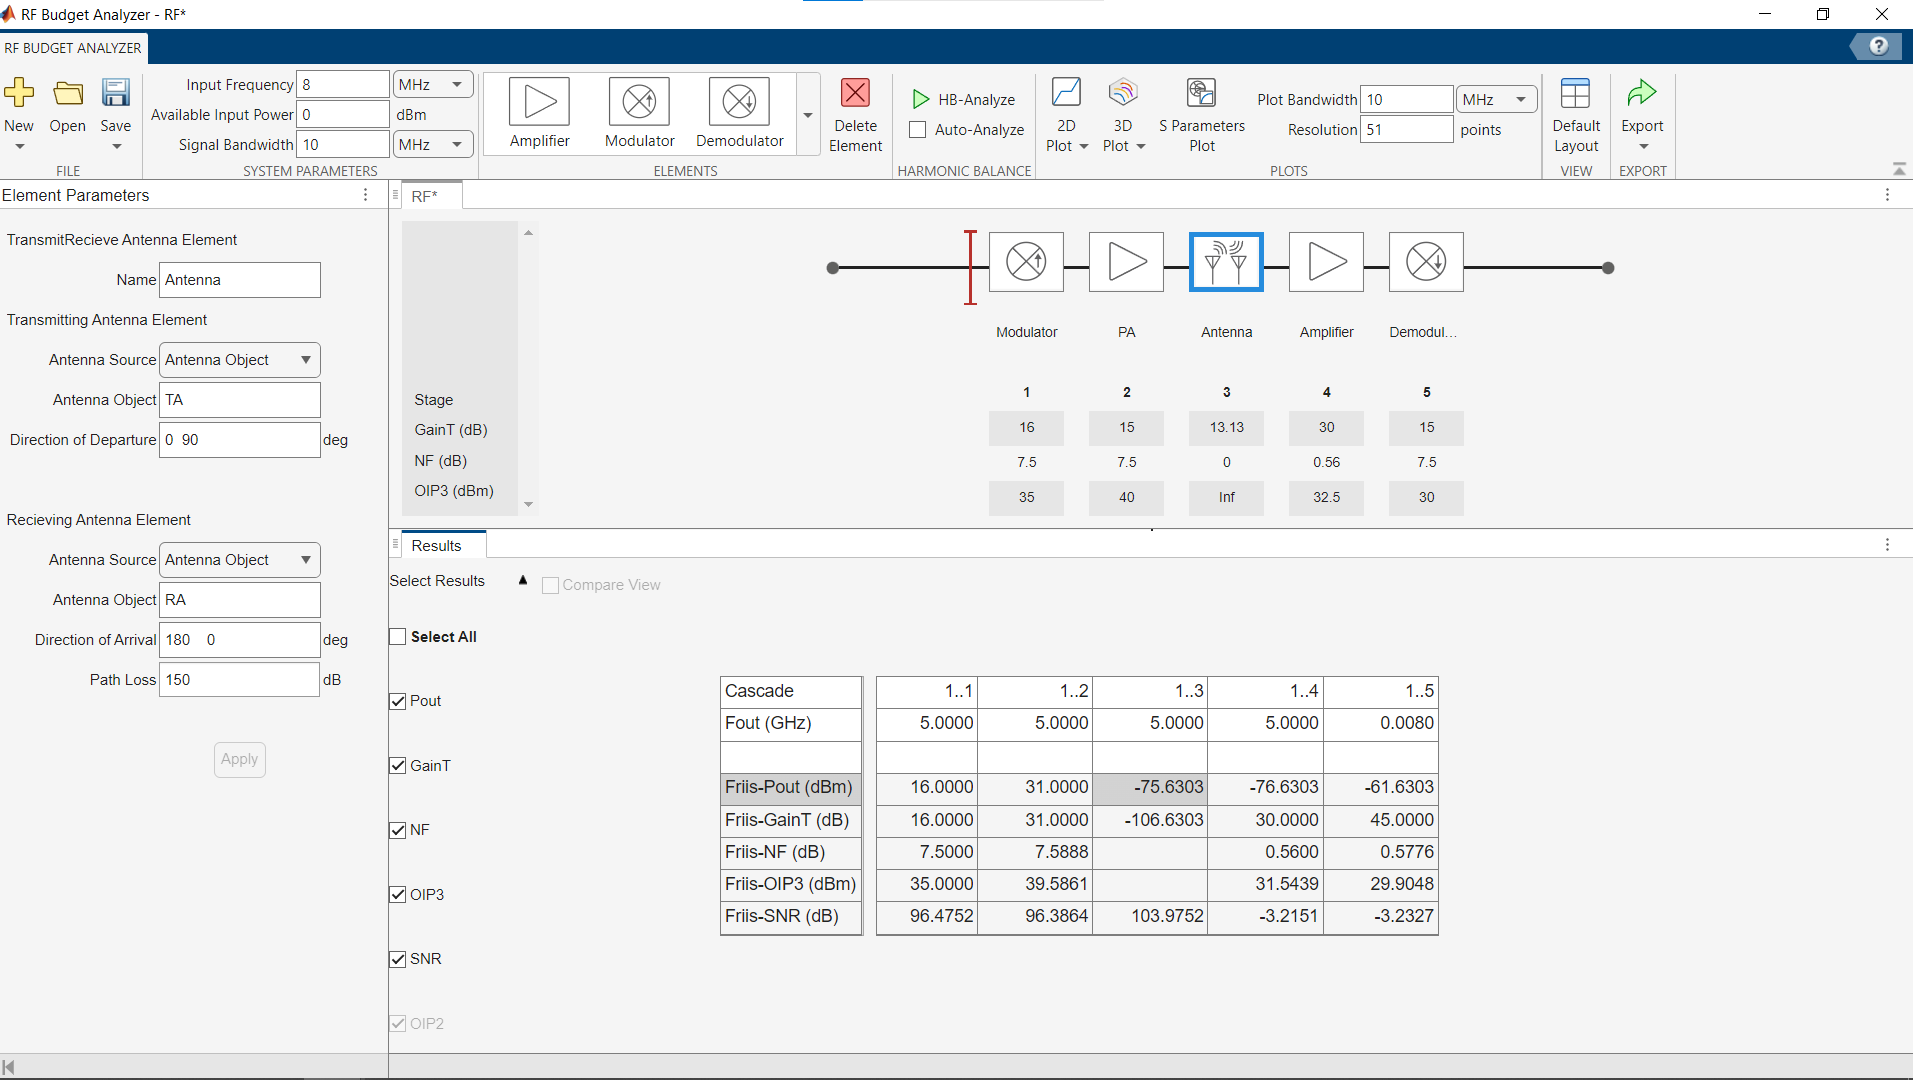 RF Budget Analyzer - RF*
RF BUDGET ANALYZER
?
New
Open
Save
FILE
Input Frequency 8 MHz
Available Input Power 0 dBm
Signal Bandwidth 10 MHz
SYSTEM PARAMETERS
Amplifier
Modulator
Demodulator
ELEMENTS
Delete
Element
HB-Analyze
Auto-Analyze
HARMONIC BALANCE
2D
Plot
3D
Plot
S Parameters
Plot
Plot Bandwidth 10 MHz
Resolution 51 points
PLOTS
Default
Layout
VIEW
Export
EXPORT
Element Parameters
TransmitRecieve Antenna Element
Name Antenna
Transmitting Antenna Element
Antenna Source Antenna Object
Antenna Object TA
Direction of Departure 0 90 deg
Recieving Antenna Element
Antenna Source Antenna Object
Antenna Object RA
Direction of Arrival 180 0 deg
Path Loss 150 dB
Apply
RF*
Modulator PA Antenna Amplifier Demodul...
Stage 1 2 3 4 5
GainT (dB) 16 15 13.13 30 15
NF (dB) 7.5 7.5 0 0.56 7.5
OIP3 (dBm) 35 40 Inf 32.5 30
Results
Select Results
Compare View
Select All
Pout
GainT
NF
OIP3
SNR
OIP2
Cascade 1..1 1..2 1..3 1..4 1..5
Fout (GHz) 5.0000 5.0000 5.0000 5.0000 0.0080
Friis-Pout (dBm) 16.0000 31.0000 -75.6303 -76.6303 -61.6303
Friis-GainT (dB) 16.0000 31.0000 -106.6303 30.0000 45.0000
Friis-NF (dB) 7.5000 7.5888 0.5600 0.5776
Friis-OIP3 (dBm) 35.0000 39.5861 31.5439 29.9048
Friis-SNR (dB) 96.4752 96.3864 103.9752 -3.2151 -3.2327